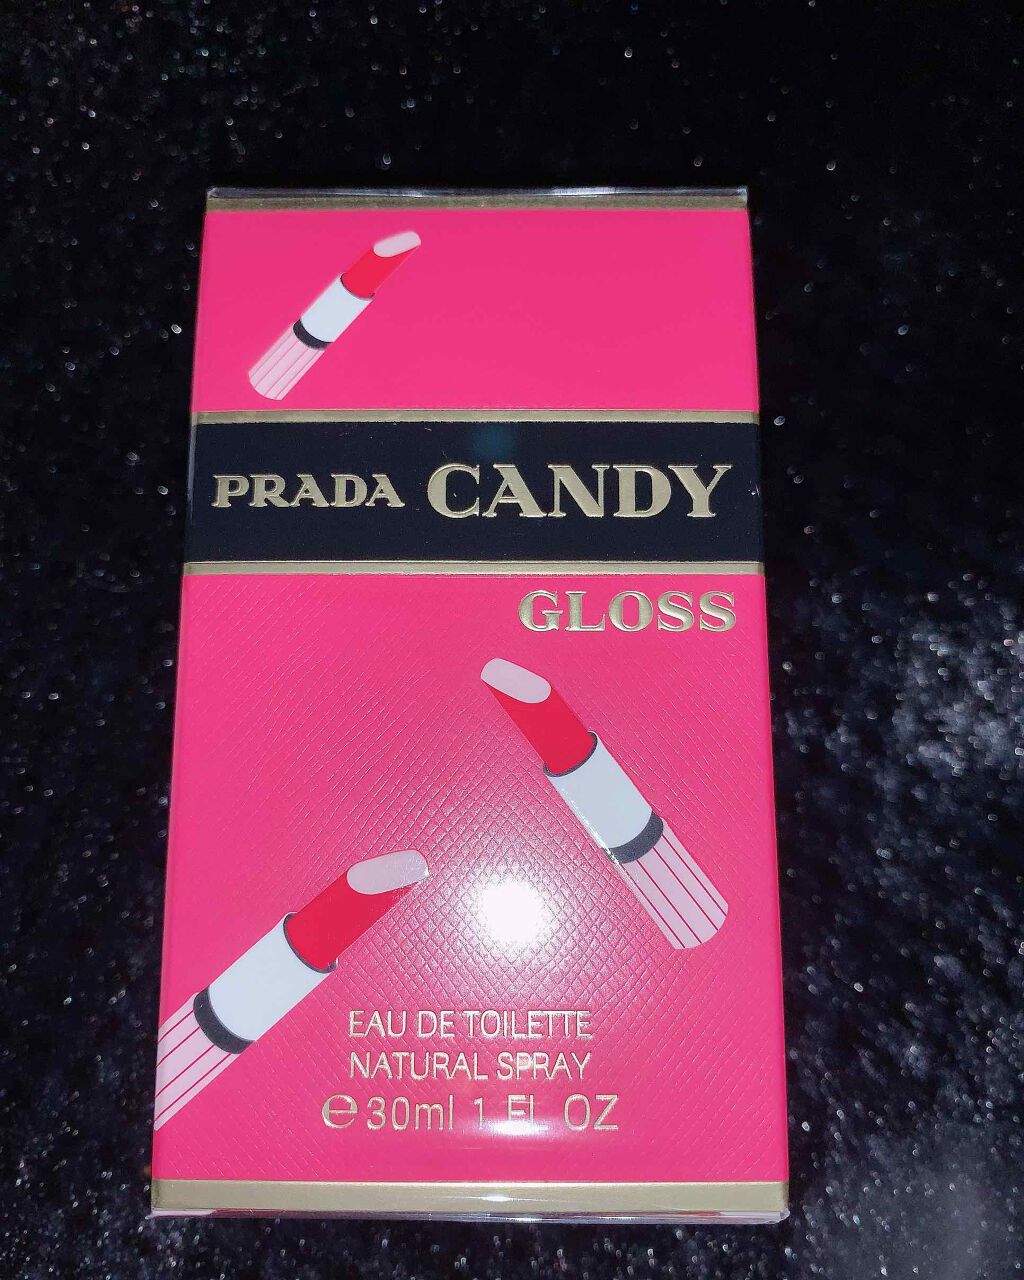 PRADA CANDY
GLOSS
EAU DE TOILETTE
NATURAL SPRAY
℮30ml 1 FL OZ